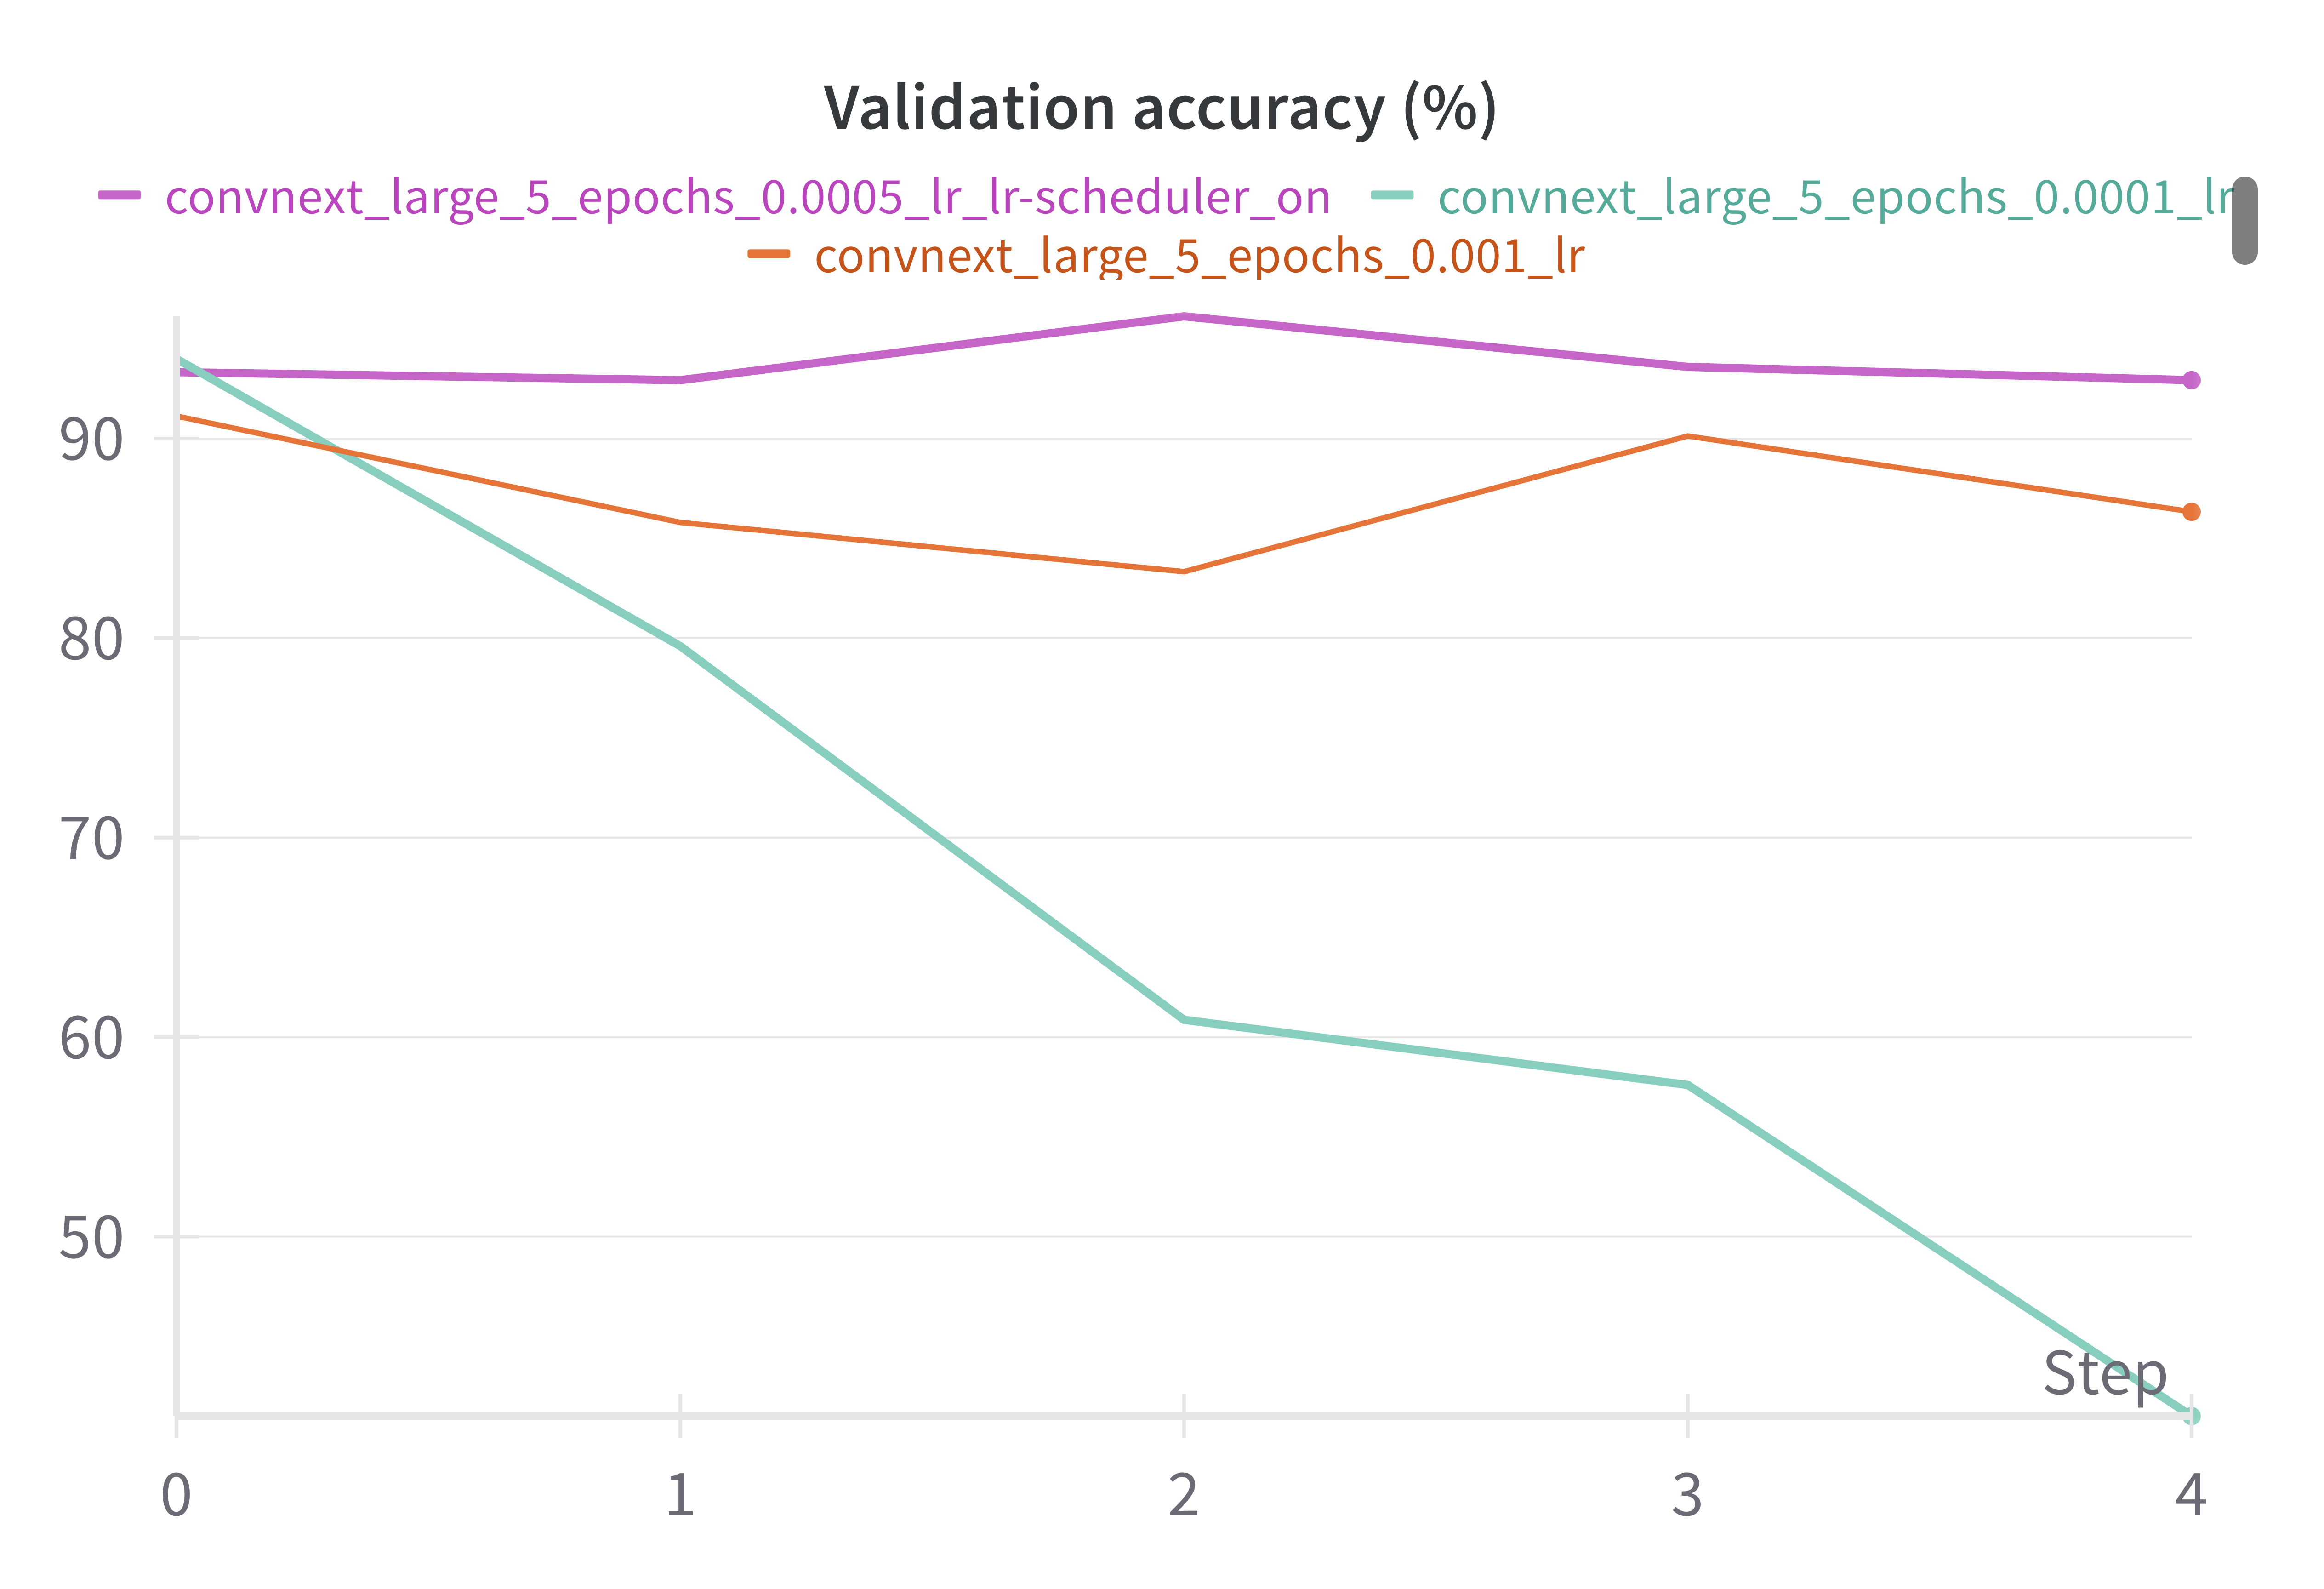 Validation accuracy (%)
convnext_large_5_epochs_0.0005_lr_lr-scheduler_on convnext_large_5_epochs_0.0001_lr
convnext_large_5_epochs_0.001_lr
90
80
70
60
50
Step
0 1 2 3 4